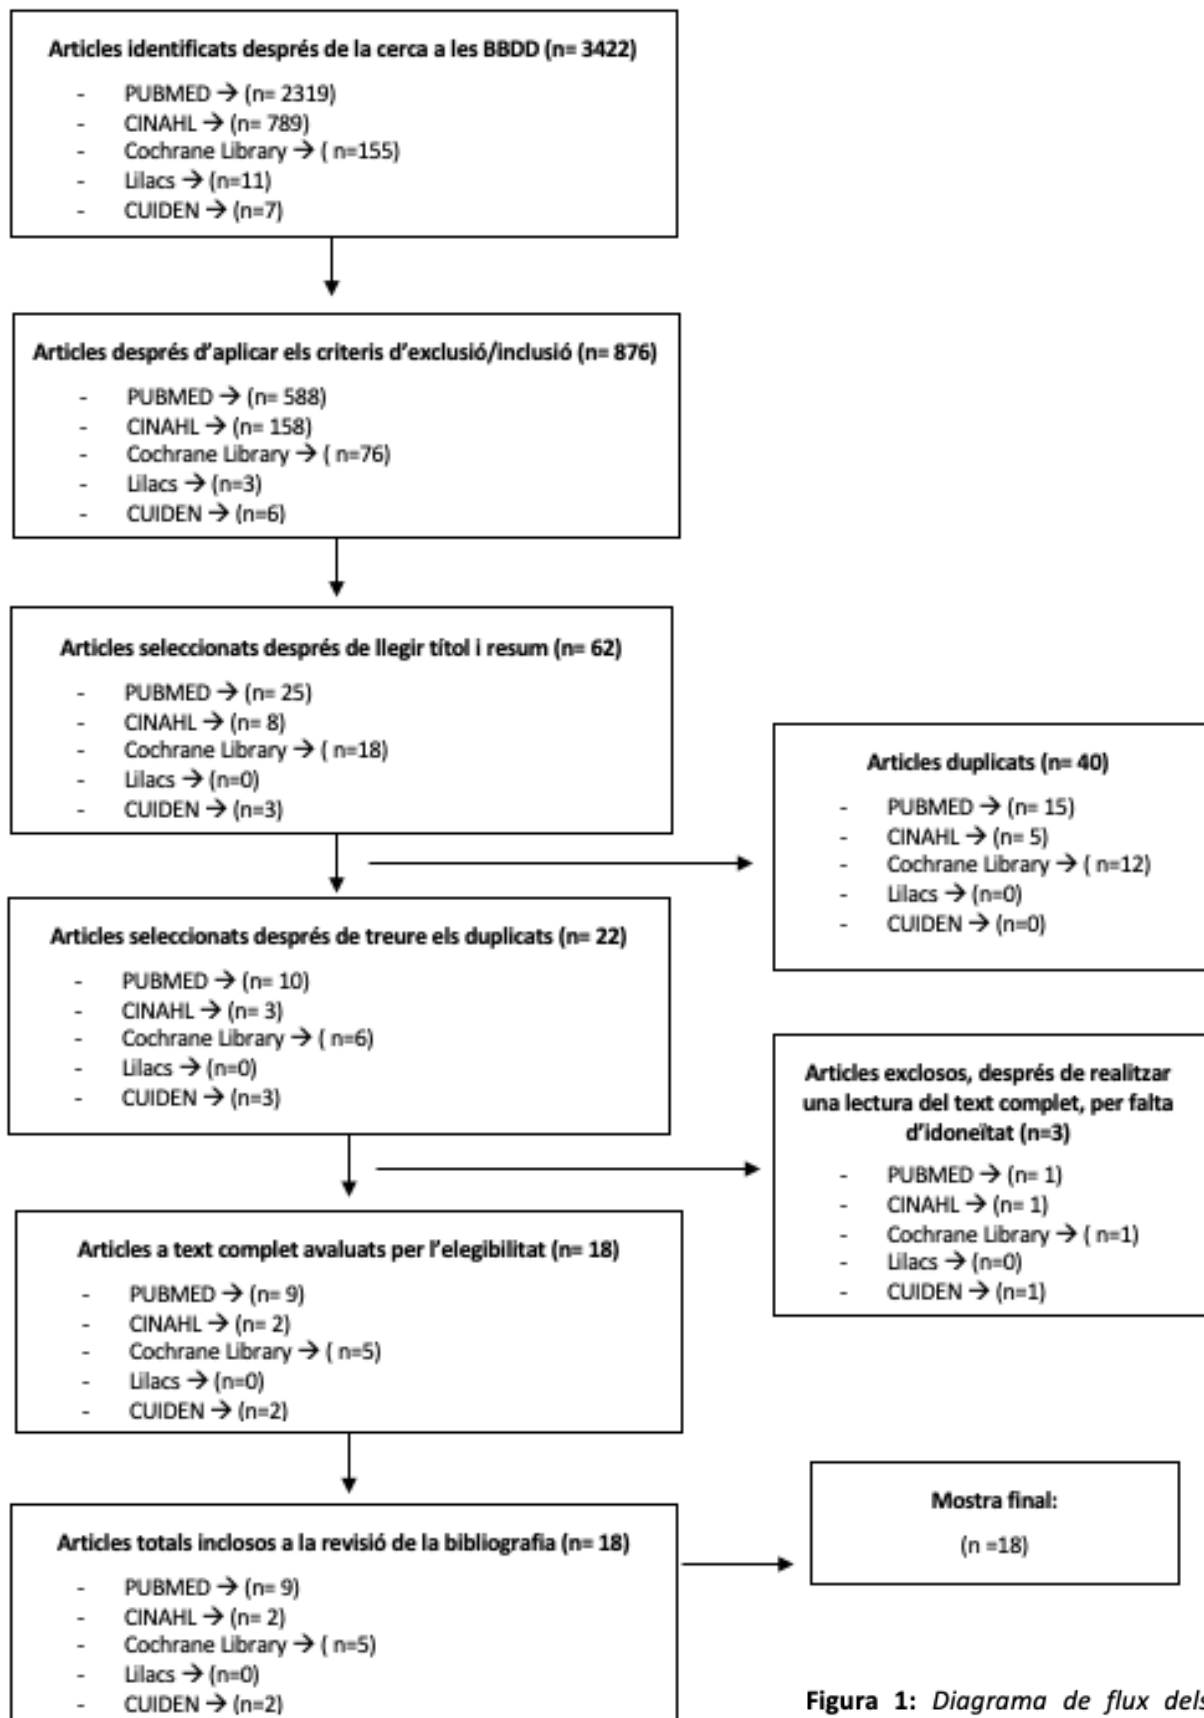 Articles identificats després de la cerca a les BBDD (n= 3422)
- PUBMED → (n= 2319)
- CINAHL → (n= 789)
- Cochrane Library → ( n=155)
- Lilacs → (n=11)
- CUIDEN → (n=7)
Articles després d’aplicar els criteris d’exclusió/inclusió (n= 876)
- PUBMED → (n= 588)
- CINAHL → (n= 158)
- Cochrane Library → ( n=76)
- Lilacs → (n=3)
- CUIDEN → (n=6)
Articles seleccionats després de llegir títol i resum (n= 62)
- PUBMED → (n= 25)
- CINAHL → (n= 8)
- Cochrane Library → ( n=18)
- Lilacs → (n=0)
- CUIDEN → (n=3)
Articles duplicats (n= 40)
- PUBMED → (n= 15)
- CINAHL → (n= 5)
- Cochrane Library → ( n=12)
- Lilacs → (n=0)
- CUIDEN → (n=0)
Articles seleccionats després de treure els duplicats (n= 22)
- PUBMED → (n= 10)
- CINAHL → (n= 3)
- Cochrane Library → ( n=6)
- Lilacs → (n=0)
- CUIDEN → (n=3)
Articles exclosos, després de realitzar
una lectura del text complet, per falta
d’idoneïtat (n=3)
- PUBMED → (n= 1)
- CINAHL → (n= 1)
- Cochrane Library → ( n=1)
- Lilacs → (n=0)
- CUIDEN → (n=1)
Articles a text complet avaluats per l’elegibilitat (n= 18)
- PUBMED → (n= 9)
- CINAHL → (n= 2)
- Cochrane Library → ( n=5)
- Lilacs → (n=0)
- CUIDEN → (n=2)
Articles totals inclosos a la revisió de la bibliografia (n= 18)
- PUBMED → (n= 9)
- CINAHL → (n= 2)
- Cochrane Library → ( n=5)
- Lilacs → (n=0)
- CUIDEN → (n=2)
Mostra final:
(n =18)
Figura 1: Diagrama de flux dels